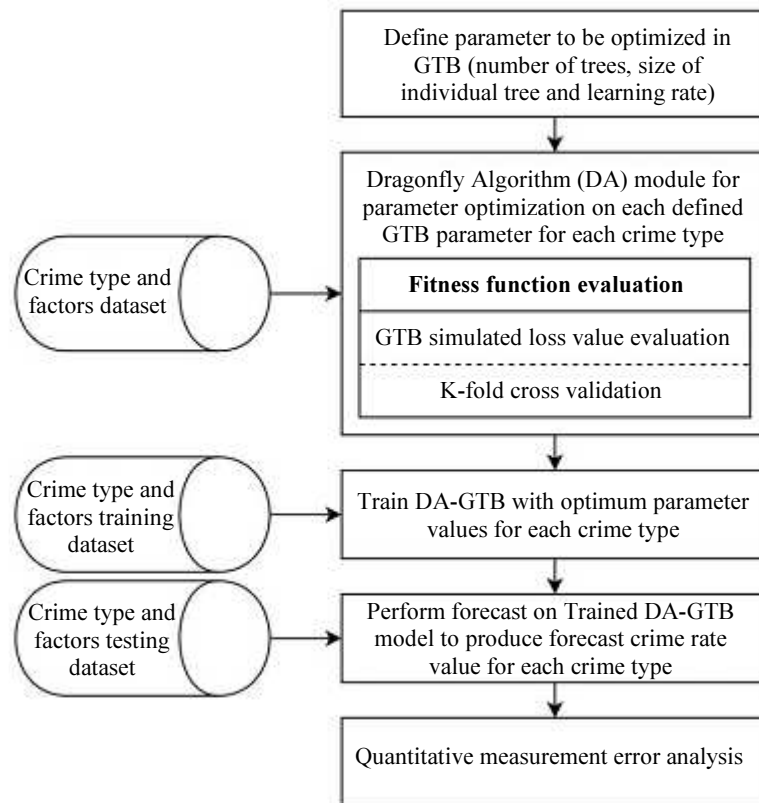 Define parameter to be optimized in
GTB (number of trees, size of
individual tree and learning rate)
Dragonfly Algorithm (DA) module for
parameter optimization on each defined
GTB parameter for each crime type
Crime type and
factors dataset
Fitness function evaluation
GTB simulated loss value evaluation
K-fold cross validation
Crime type and
factors training
dataset
Train DA-GTB with optimum parameter
values for each crime type
Crime type and
factors testing
dataset
Perform forecast on Trained DA-GTB
model to produce forecast crime rate
value for each crime type
Quantitative measurement error analysis